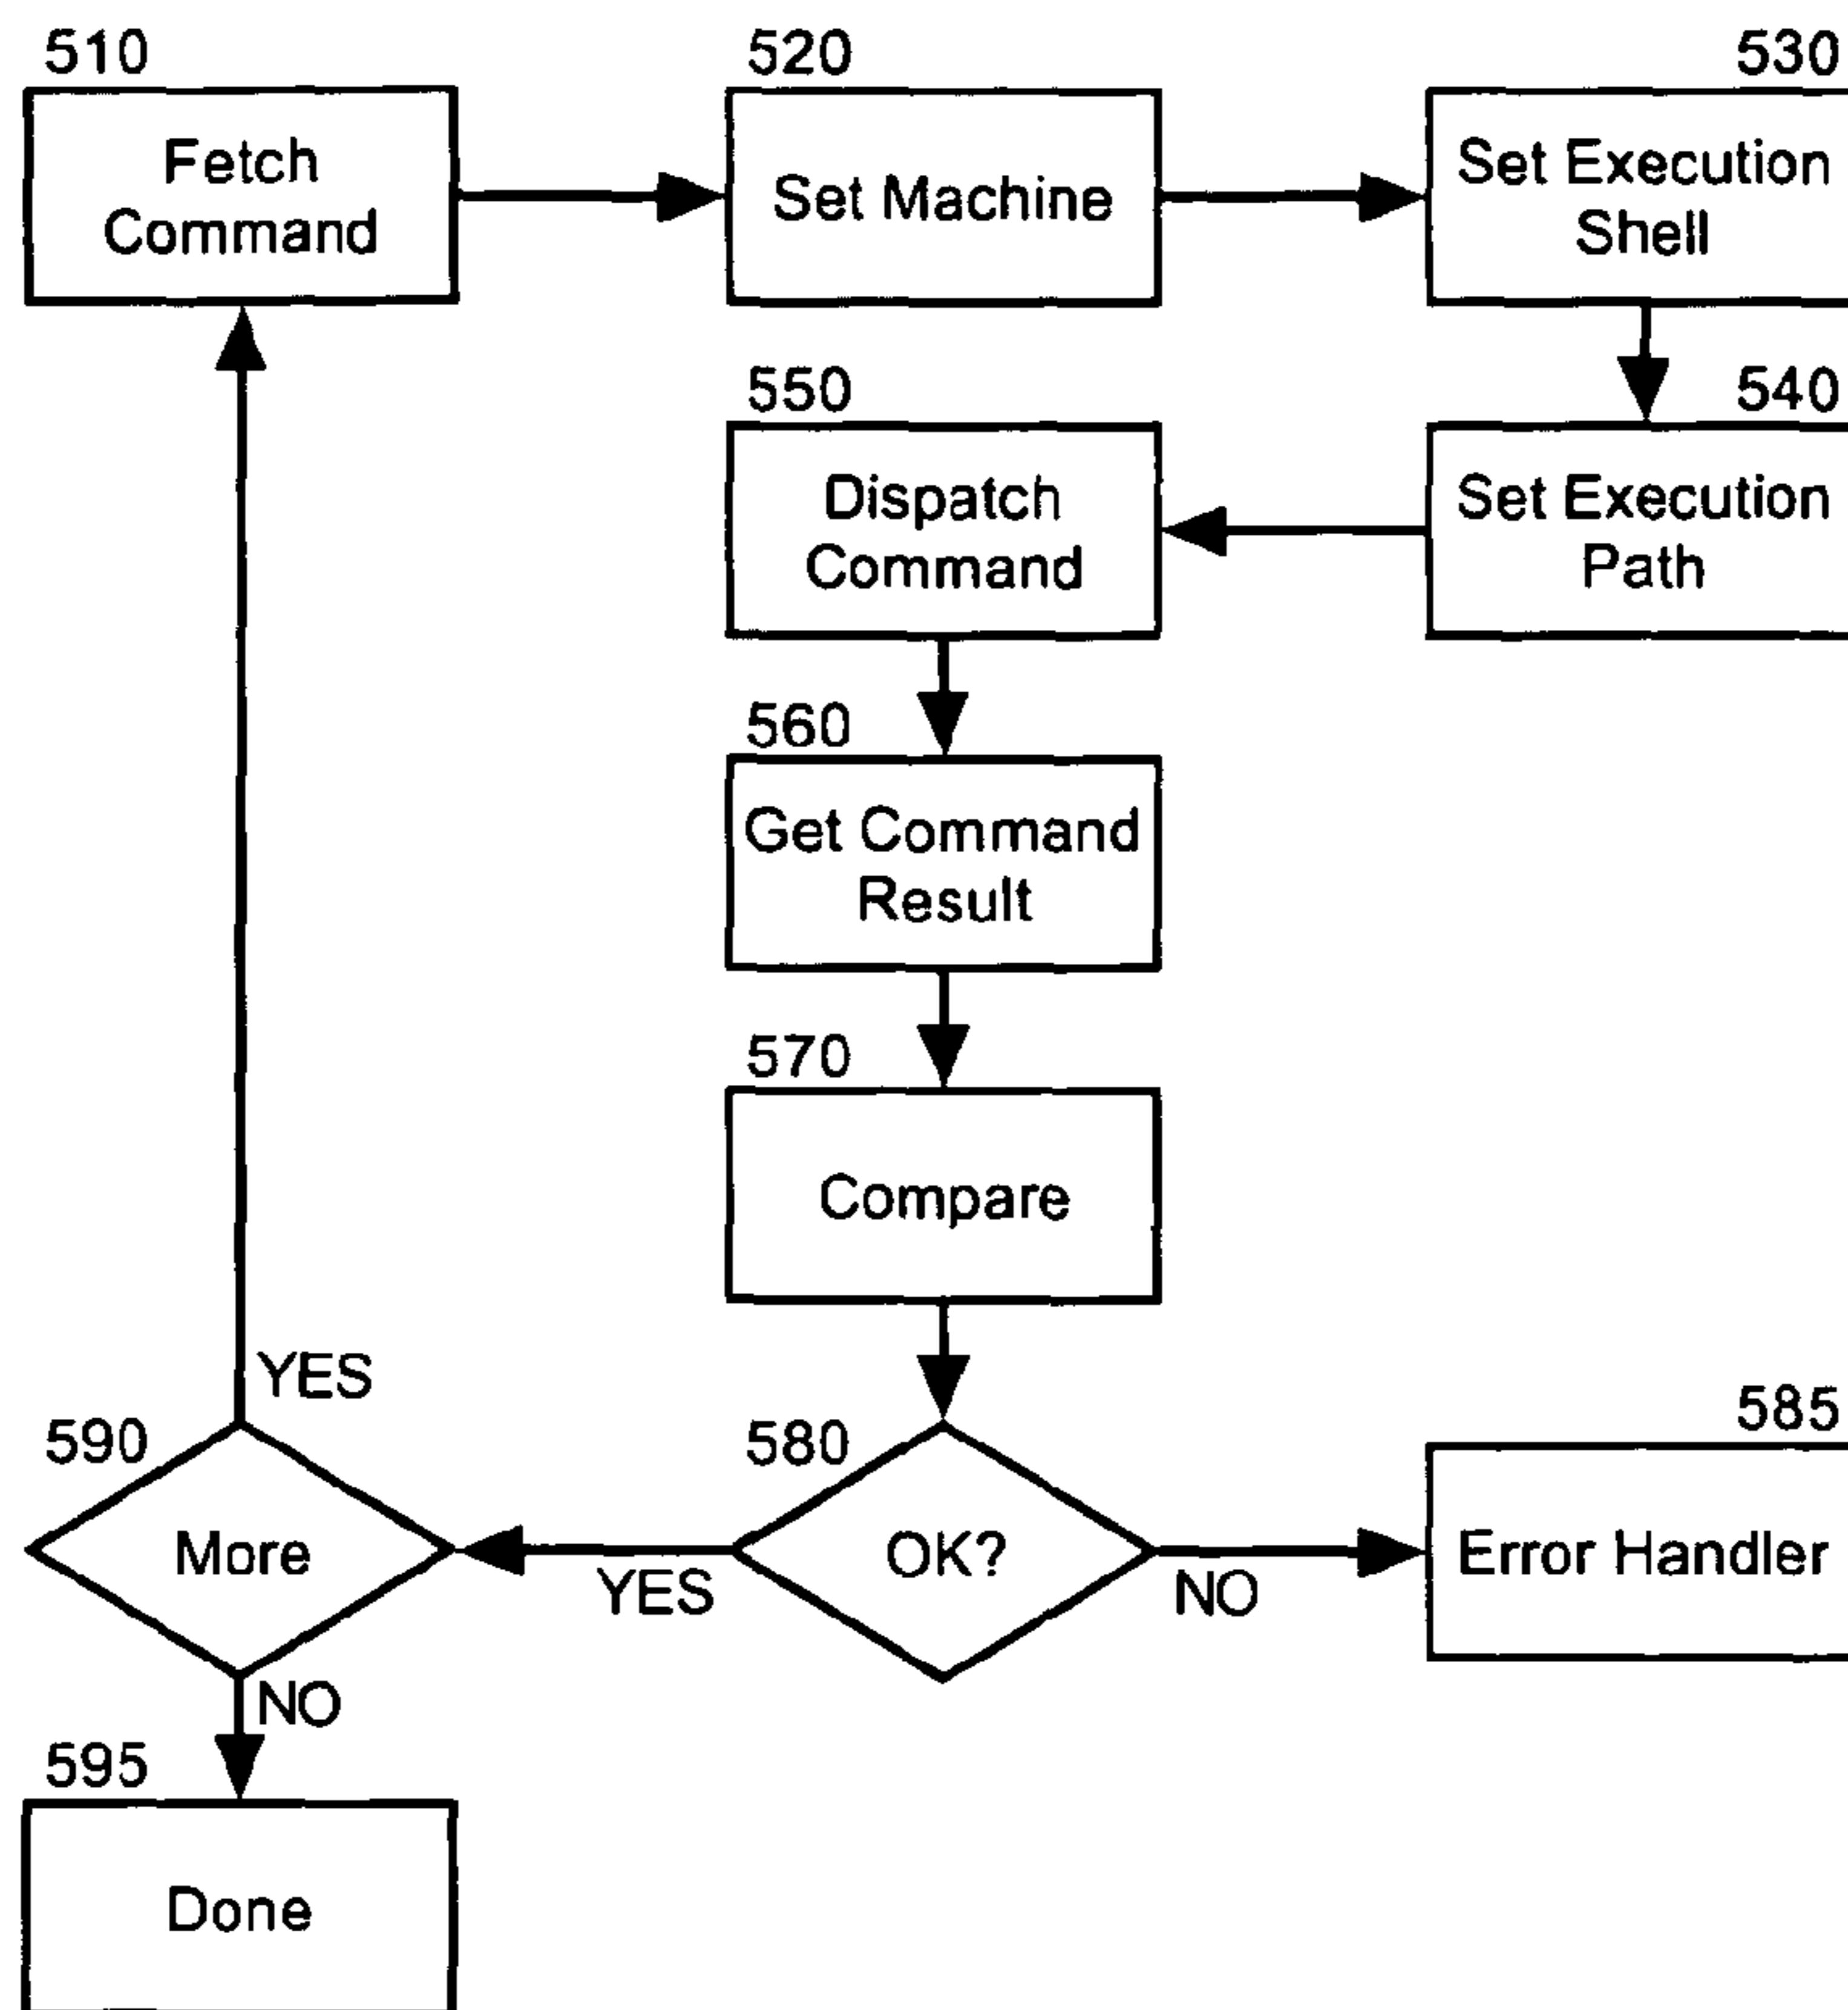 510
Fetch
Command
520
Set Machine
530
Set Execution
Shell
540
Set Execution
Path
550
Dispatch
Command
560
Get Command
Result
570
Compare
580
OK?
YES
NO
585
Error Handler
590
More
YES
NO
595
Done